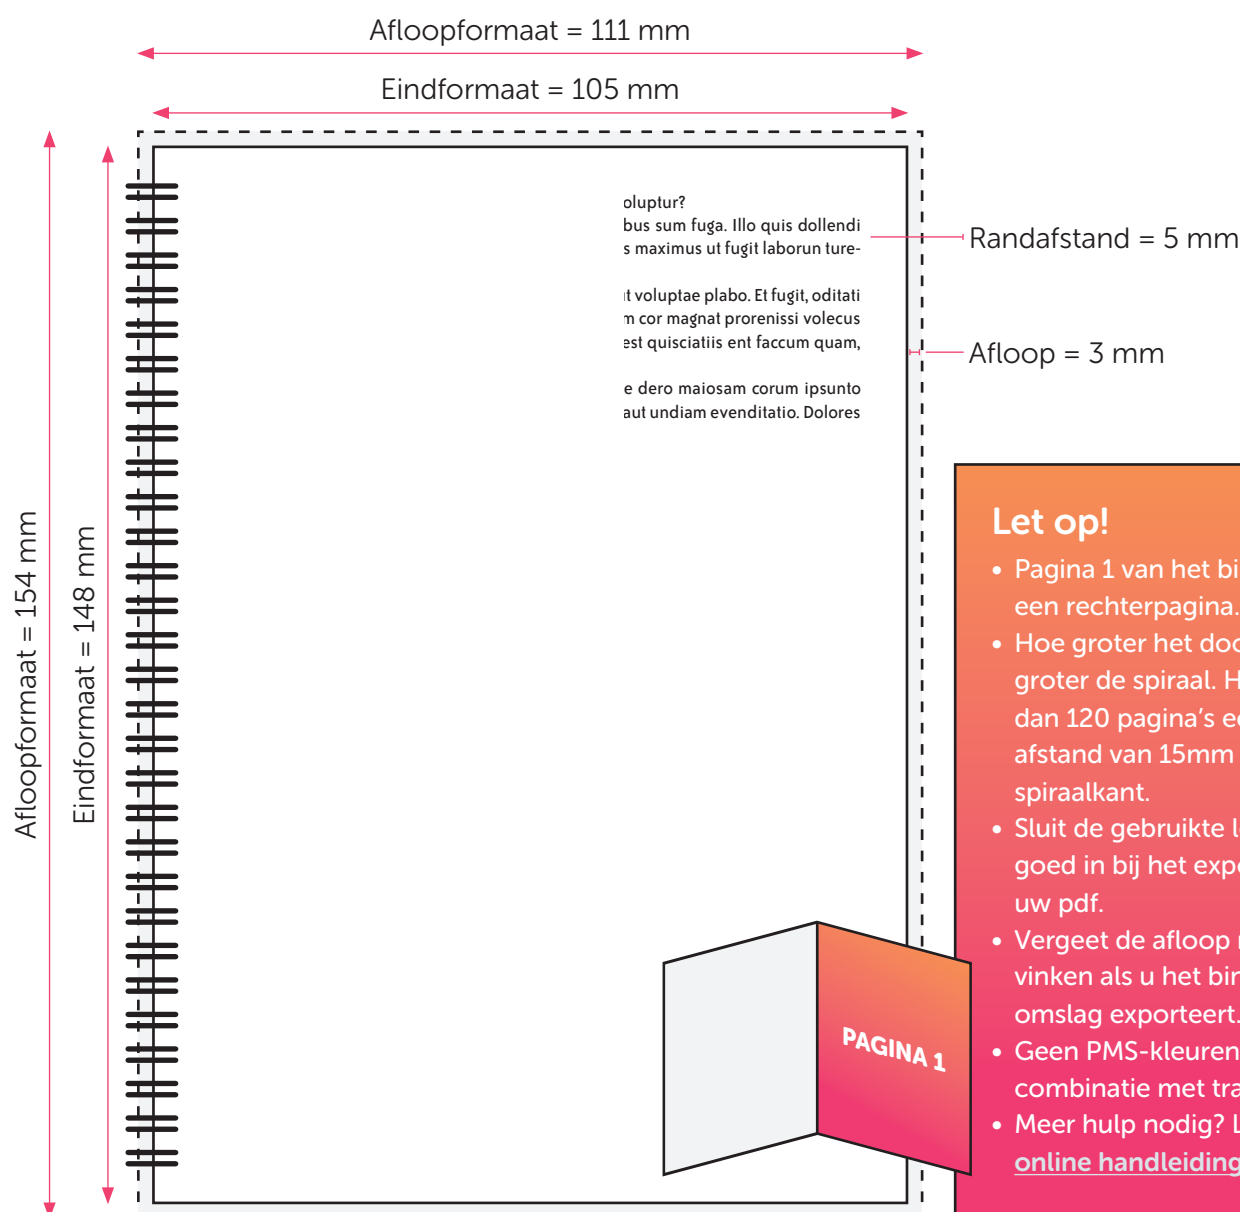 Afloopformaat = 111 mm
Eindformaat = 105 mm
Afloopformaat = 154 mm
Eindformaat = 148 mm
oluptur?
bus sum fuga. Illo quis dollendi
s maximus ut fugit laborun ture-
t voluptae plabo. Et fugit, oditati
m cor magnat prorenissi volecus
est quisciatiis ent faccum quam,
e dero maiosam corum ipsunto
aut undiam evenditatio. Dolores
Randafstand = 5 mm
Afloop = 3 mm
Let op!
• Pagina 1 van het bi
een rechterpagina.
• Hoe groter het doo
groter de spiraal. H
dan 120 pagina's e
afstand van 15mm
spiraalkant.
• Sluit de gebruikte l
goed in bij het expo
uw pdf.
• Vergeet de afloop
vinken als u het bin
omslag exporteert.
• Geen PMS-kleuren
combinatie met tra
• Meer hulp nodig? L
online handleiding
PAGINA 1